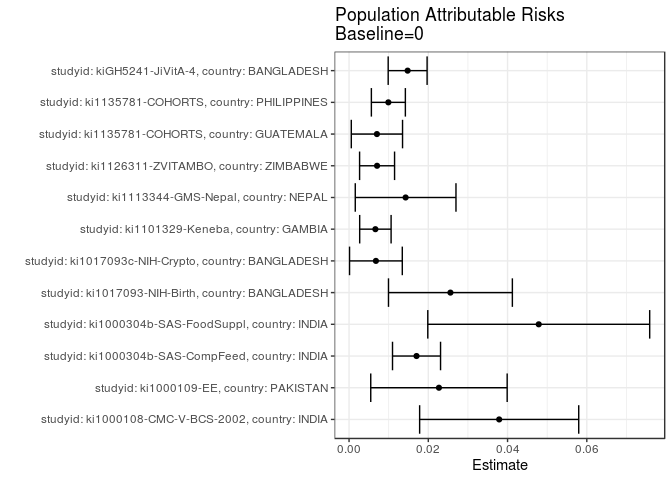 Population Attributable Risks
Baseline=0
studyid: kiGH5241-JiVitA-4, country: BANGLADESH
studyid: ki1135781-COHORTS, country: PHILIPPINES
studyid: ki1135781-COHORTS, country: GUATEMALA
studyid: ki1126311-ZVITAMBO, country: ZIMBABWE
studyid: ki1113344-GMS-Nepal, country: NEPAL
studyid: ki1101329-Keneba, country: GAMBIA
studyid: ki1017093c-NIH-Crypto, country: BANGLADESH
studyid: ki1017093-NIH-Birth, country: BANGLADESH
studyid: ki1000304b-SAS-FoodSuppl, country: INDIA
studyid: ki1000304b-SAS-CompFeed, country: INDIA
studyid: ki1000109-EE, country: PAKISTAN
studyid: ki1000108-CMC-V-BCS-2002, country: INDIA
0.00 0.02 0.04 0.06
Estimate